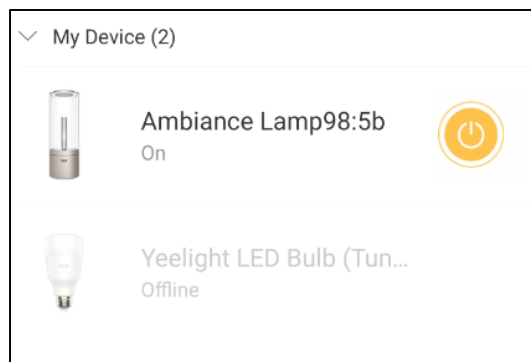 My Device (2)
Ambiance Lamp98:5b
On
Yeelight LED Bulb (Tun...
Offline